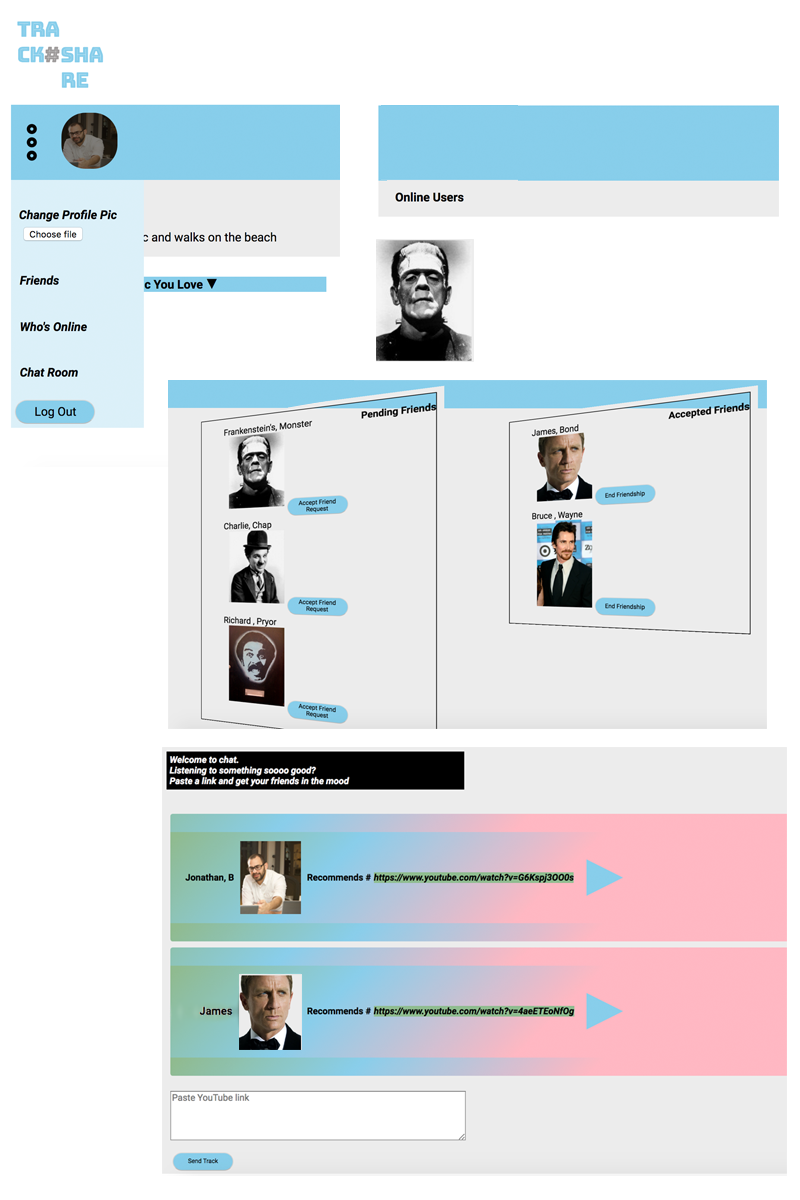 TRA
CK#SHA
RE
Change Profile Pic
Choose file
c and walks on the beach
Friends
c You Love ▼
Who's Online
Chat Room
Log Out
Online Users
Pending Friends
Frankenstein's, Monster
Accept Friend
Request
Charlie, Chap
Accept Friend
Request
Richard , Pryor
Accept Friend
Request
Accepted Friends
James, Bond
End Friendship
Bruce , Wayne
End Friendship
Welcome to chat.
Listening to something soooo good?
Paste a link and get your friends in the mood
Jonathan, B
Recommends # https://www.youtube.com/watch?v=G6Kspj3OO0s
James
Recommends # https://www.youtube.com/watch?v=4aeETEoNfOg
Paste YouTube link
Send Track